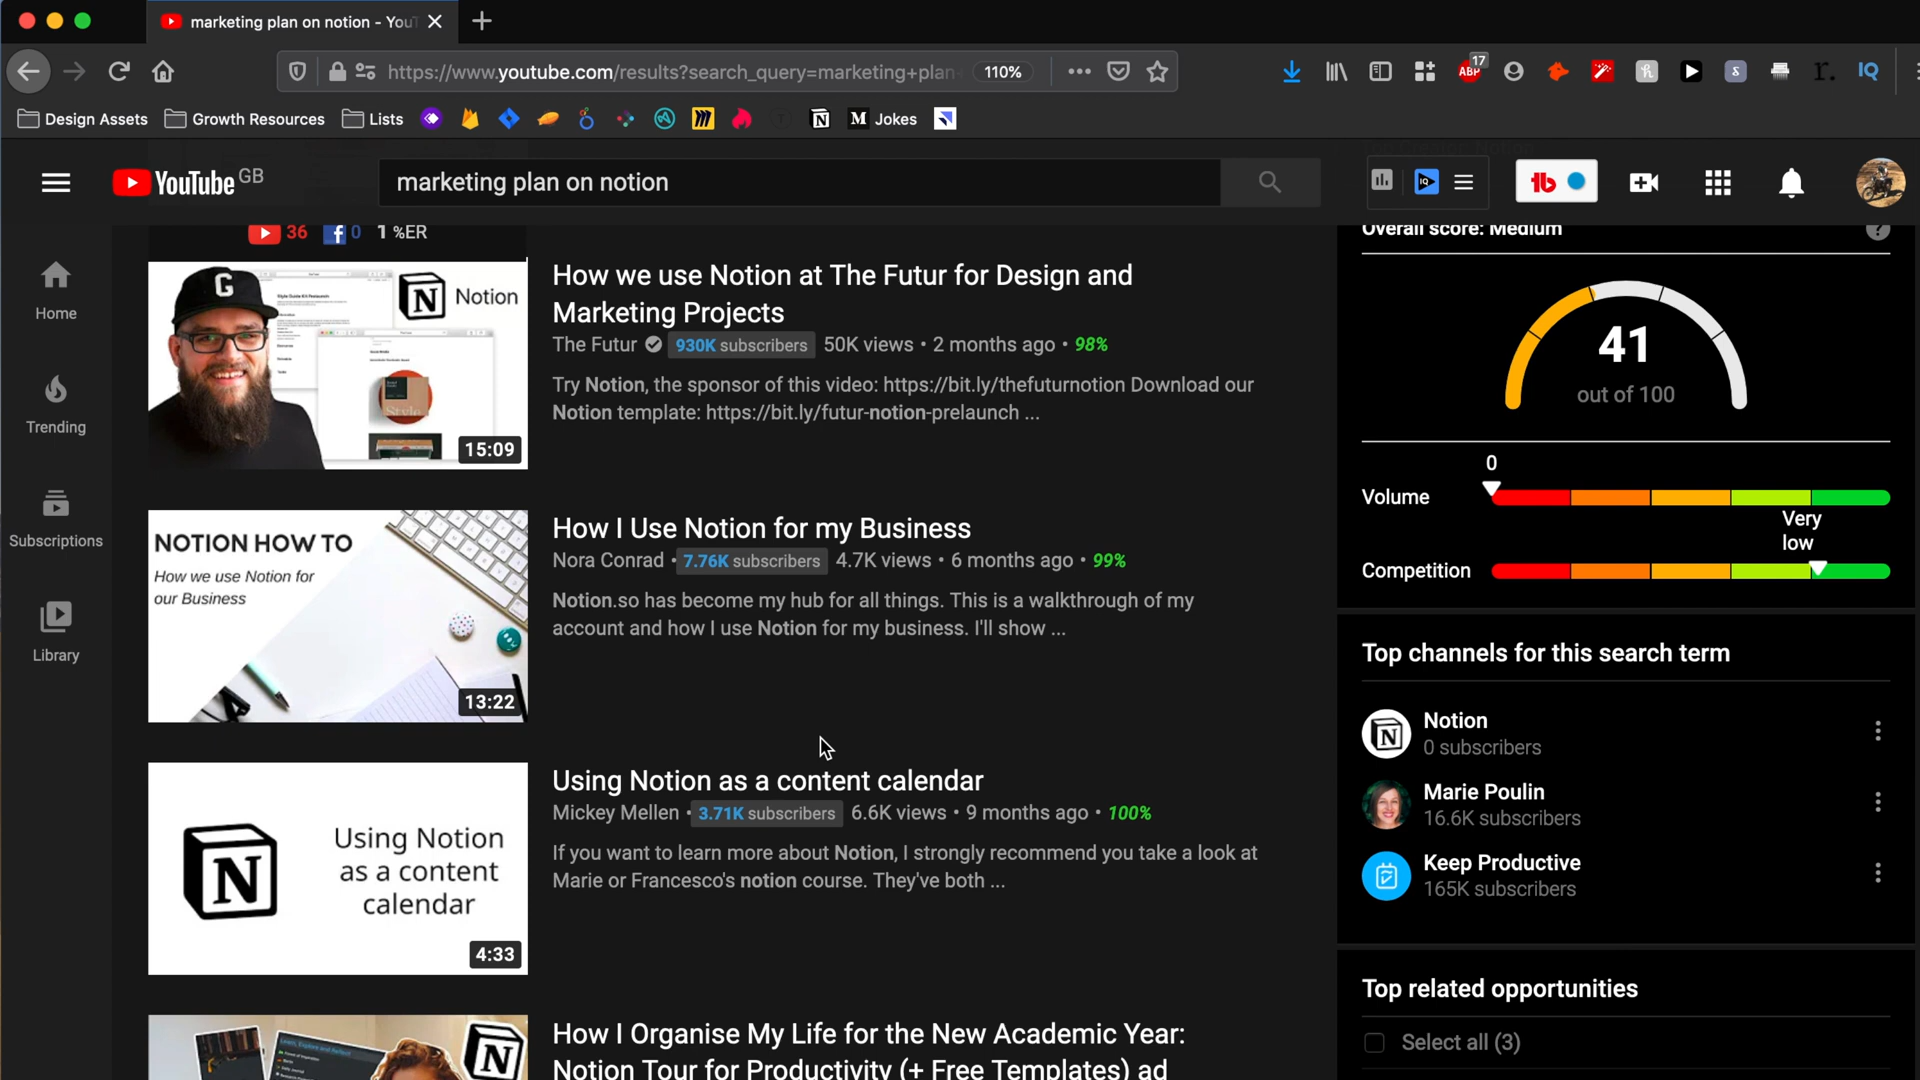 marketing plan on notion - You
https://www.youtube.com/results?search_query=marketing+plan
110%
17
ABP
IQ
Design Assets
Growth Resources
Lists
M Jokes
YouTube GB
marketing plan on notion
36
0
1 %ER
Notion
15:09
How we use Notion at The Futur for Design and
Marketing Projects
The Futur 930K subscribers 50K views • 2 months ago • 98%
Try Notion, the sponsor of this video: https://bit.ly/thefuturnotion Download our
Notion template: https://bit.ly/futur-notion-prelaunch ...
NOTION HOW TO
How we use Notion for
our Business
13:22
How I Use Notion for my Business
Nora Conrad • 7.76K subscribers 4.7K views • 6 months ago • 99%
Notion.so has become my hub for all things. This is a walkthrough of my
account and how I use Notion for my business. I'll show ...
Using Notion
as a content
calendar
4:33
Using Notion as a content calendar
Mickey Mellen • 3.71K subscribers 6.6K views • 9 months ago • 100%
If you want to learn more about Notion, I strongly recommend you take a look at
Marie or Francesco's notion course. They've both ...
How I Organise My Life for the New Academic Year:
Notion Tour for Productivity (+ Free Templates) ad
Home
Trending
Subscriptions
Library
Overall score: Medium
41
out of 100
0
Volume
Very
low
Competition
Top channels for this search term
Notion
0 subscribers
Marie Poulin
16.6K subscribers
Keep Productive
165K subscribers
Top related opportunities
Select all (3)